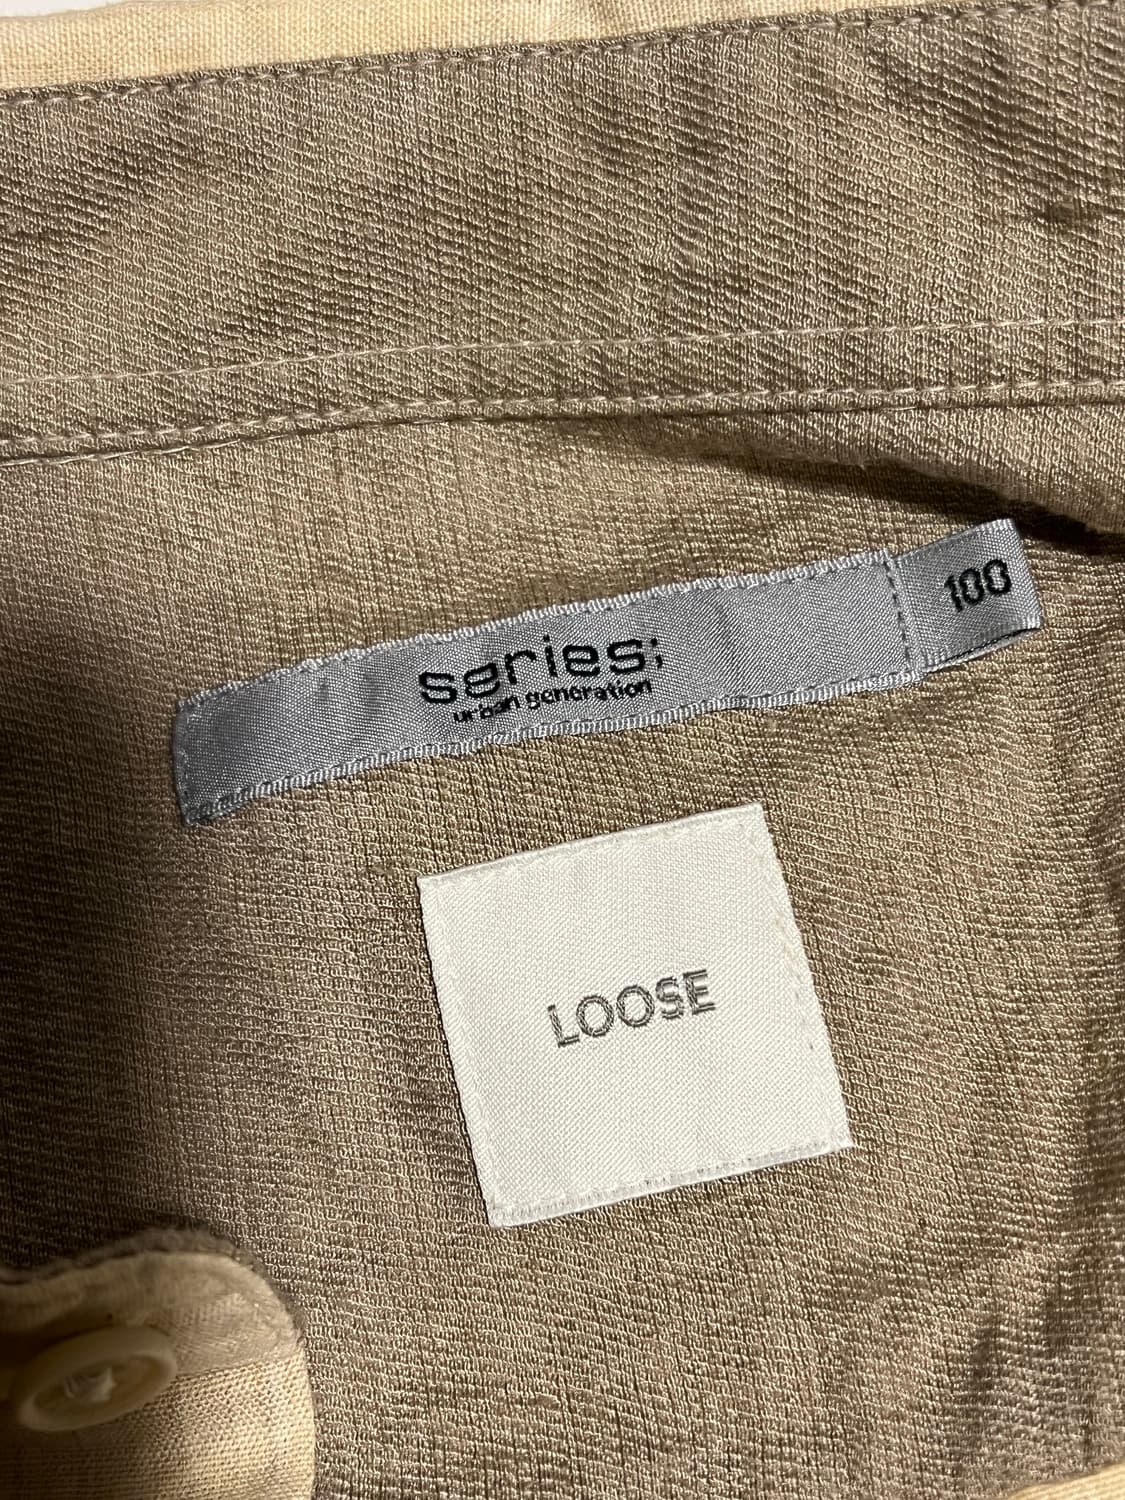 series;
urban generation
100
LOOSE